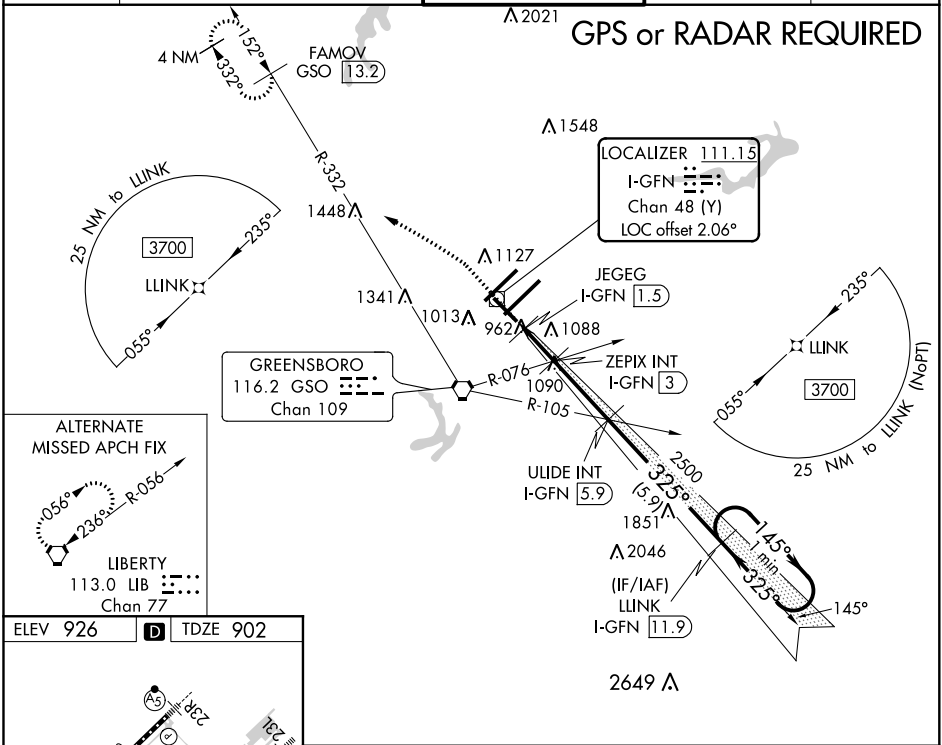 GPS or RADAR REQUIRED
2021
4 NM
152°
332°
FAMOV
GSO 13.2
1548
R-332
LOCALIZER 111.15
I-GFN
Chan 48 (Y)
LOC offset 2.06°
25 NM to LLINK
3700
235°
LLINK
055°
1448
1127
JEGEG
I-GFN 1.5
1341
1013
962
1088
GREENSBORO
116.2 GSO
Chan 109
R-076
1090
ZEPIX INT
I-GFN 3
R-105
235°
LLINK
3700
055°
25 NM to LLINK (NoPT)
ALTERNATE
MISSED APCH FIX
056°
236°
R-056
LIBERTY
113.0 LIB
Chan 77
ULIDE INT
I-GFN 5.9
2500
325°
(5.9)
1851
2046
145°
1 min
325°
145°
(IF/IAF)
LLINK
I-GFN 11.9
2649
ELEV 926
D
TDZE 902
A5
23R
P
23L